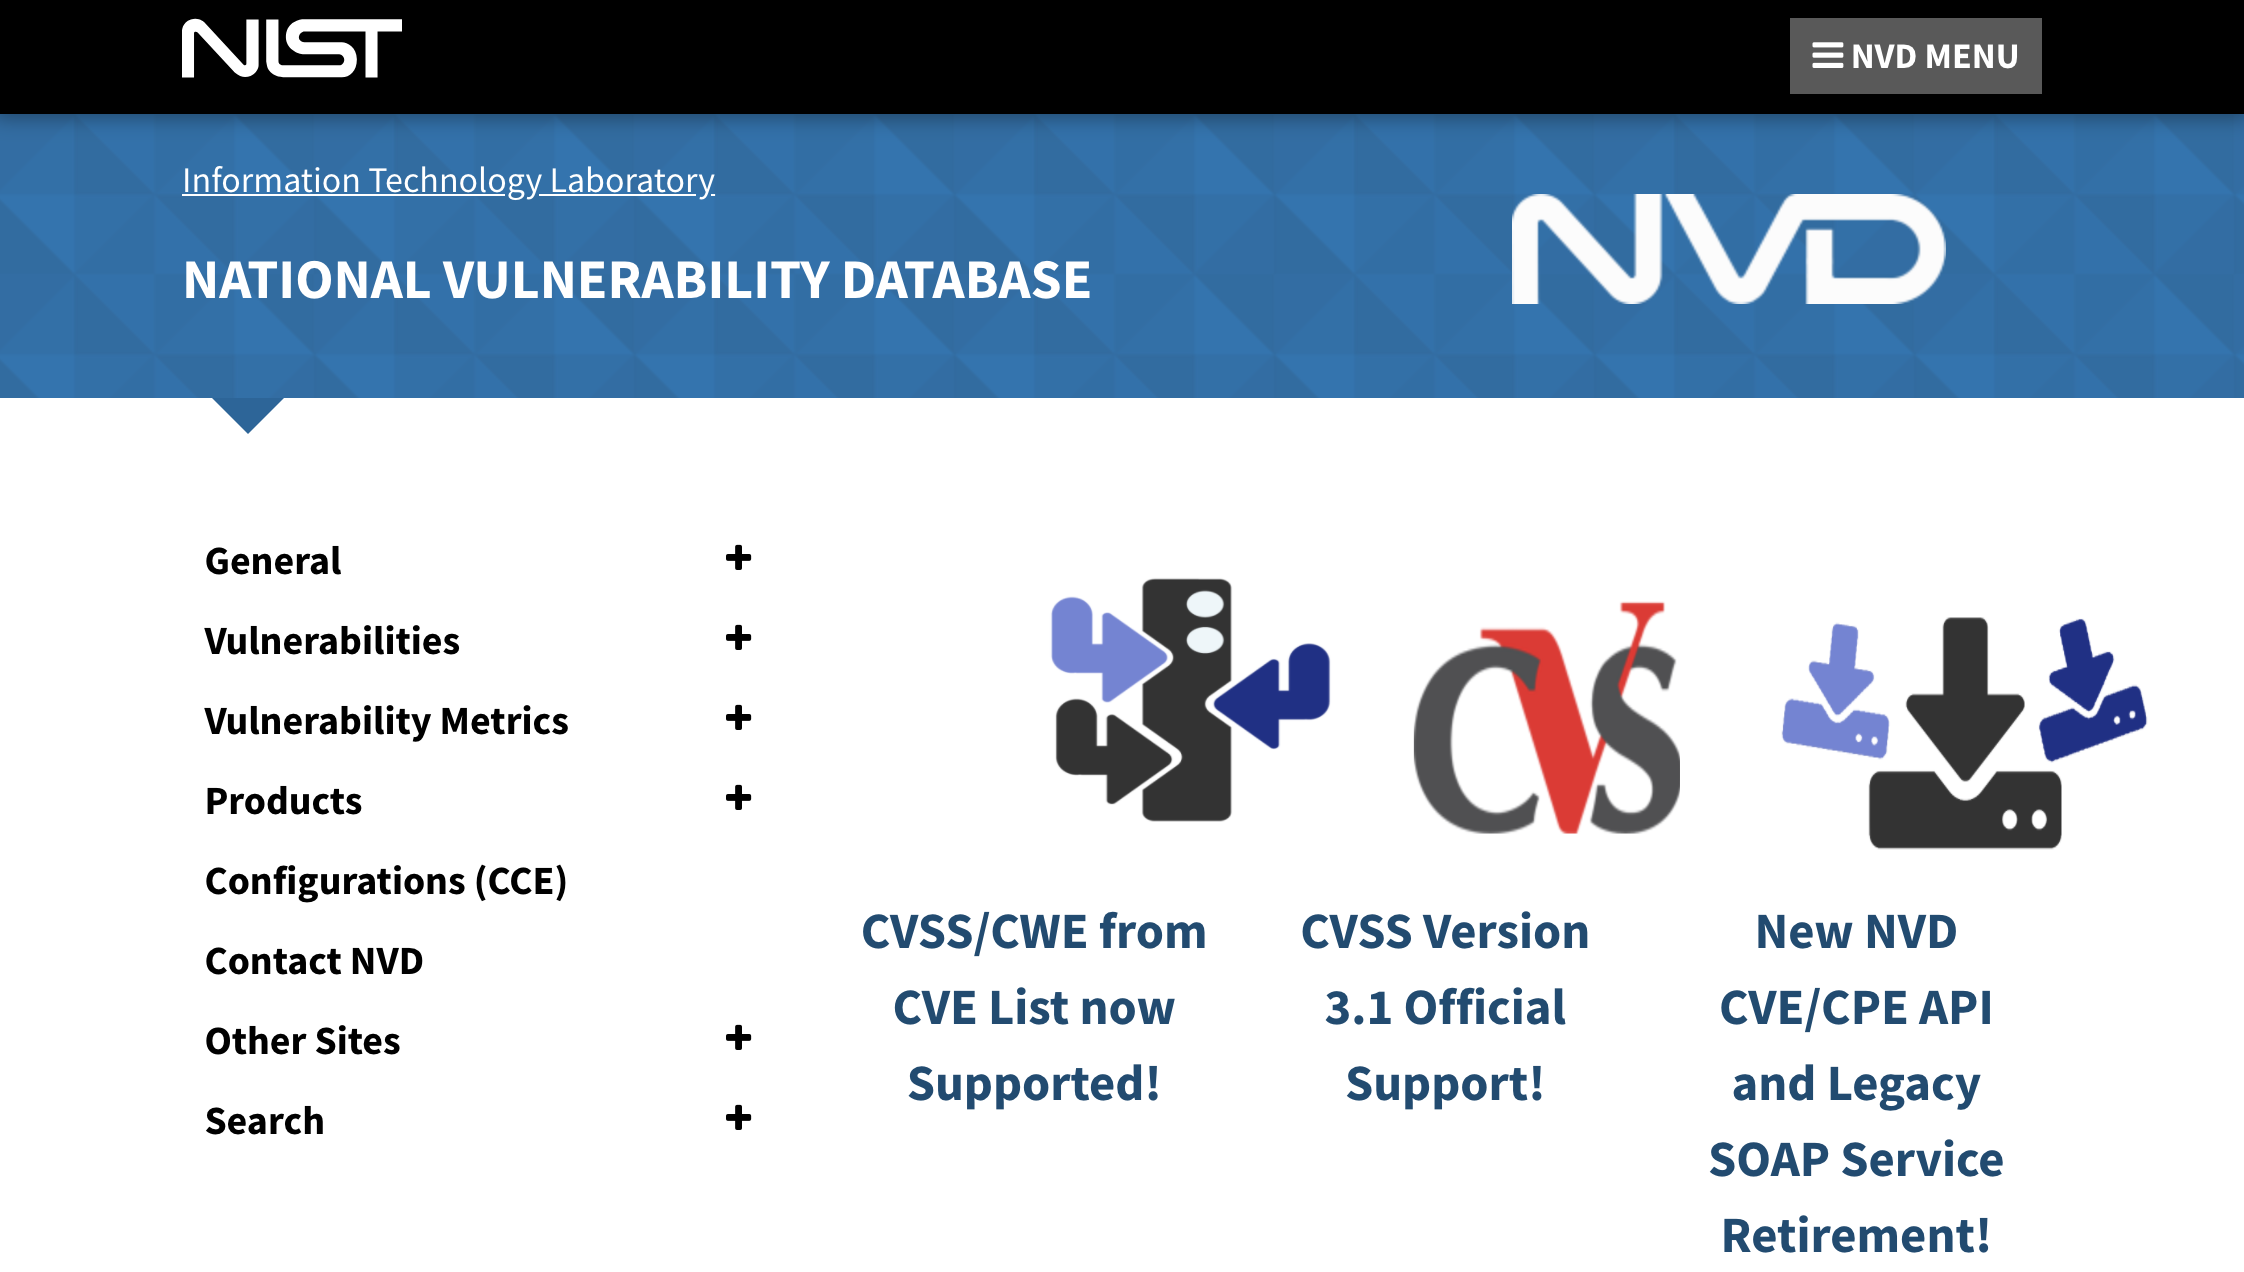 NIST
NVD MENU
Information Technology Laboratory
NATIONAL VULNERABILITY DATABASE
NVD
General
Vulnerabilities
Vulnerability Metrics
Products
Configurations (CCE)
Contact NVD
Other Sites
Search
CVSS
CVSS/CWE from
CVE List now
Supported!
CVSS Version
3.1 Official
Support!
New NVD
CVE/CPE API
and Legacy
SOAP Service
Retirement!